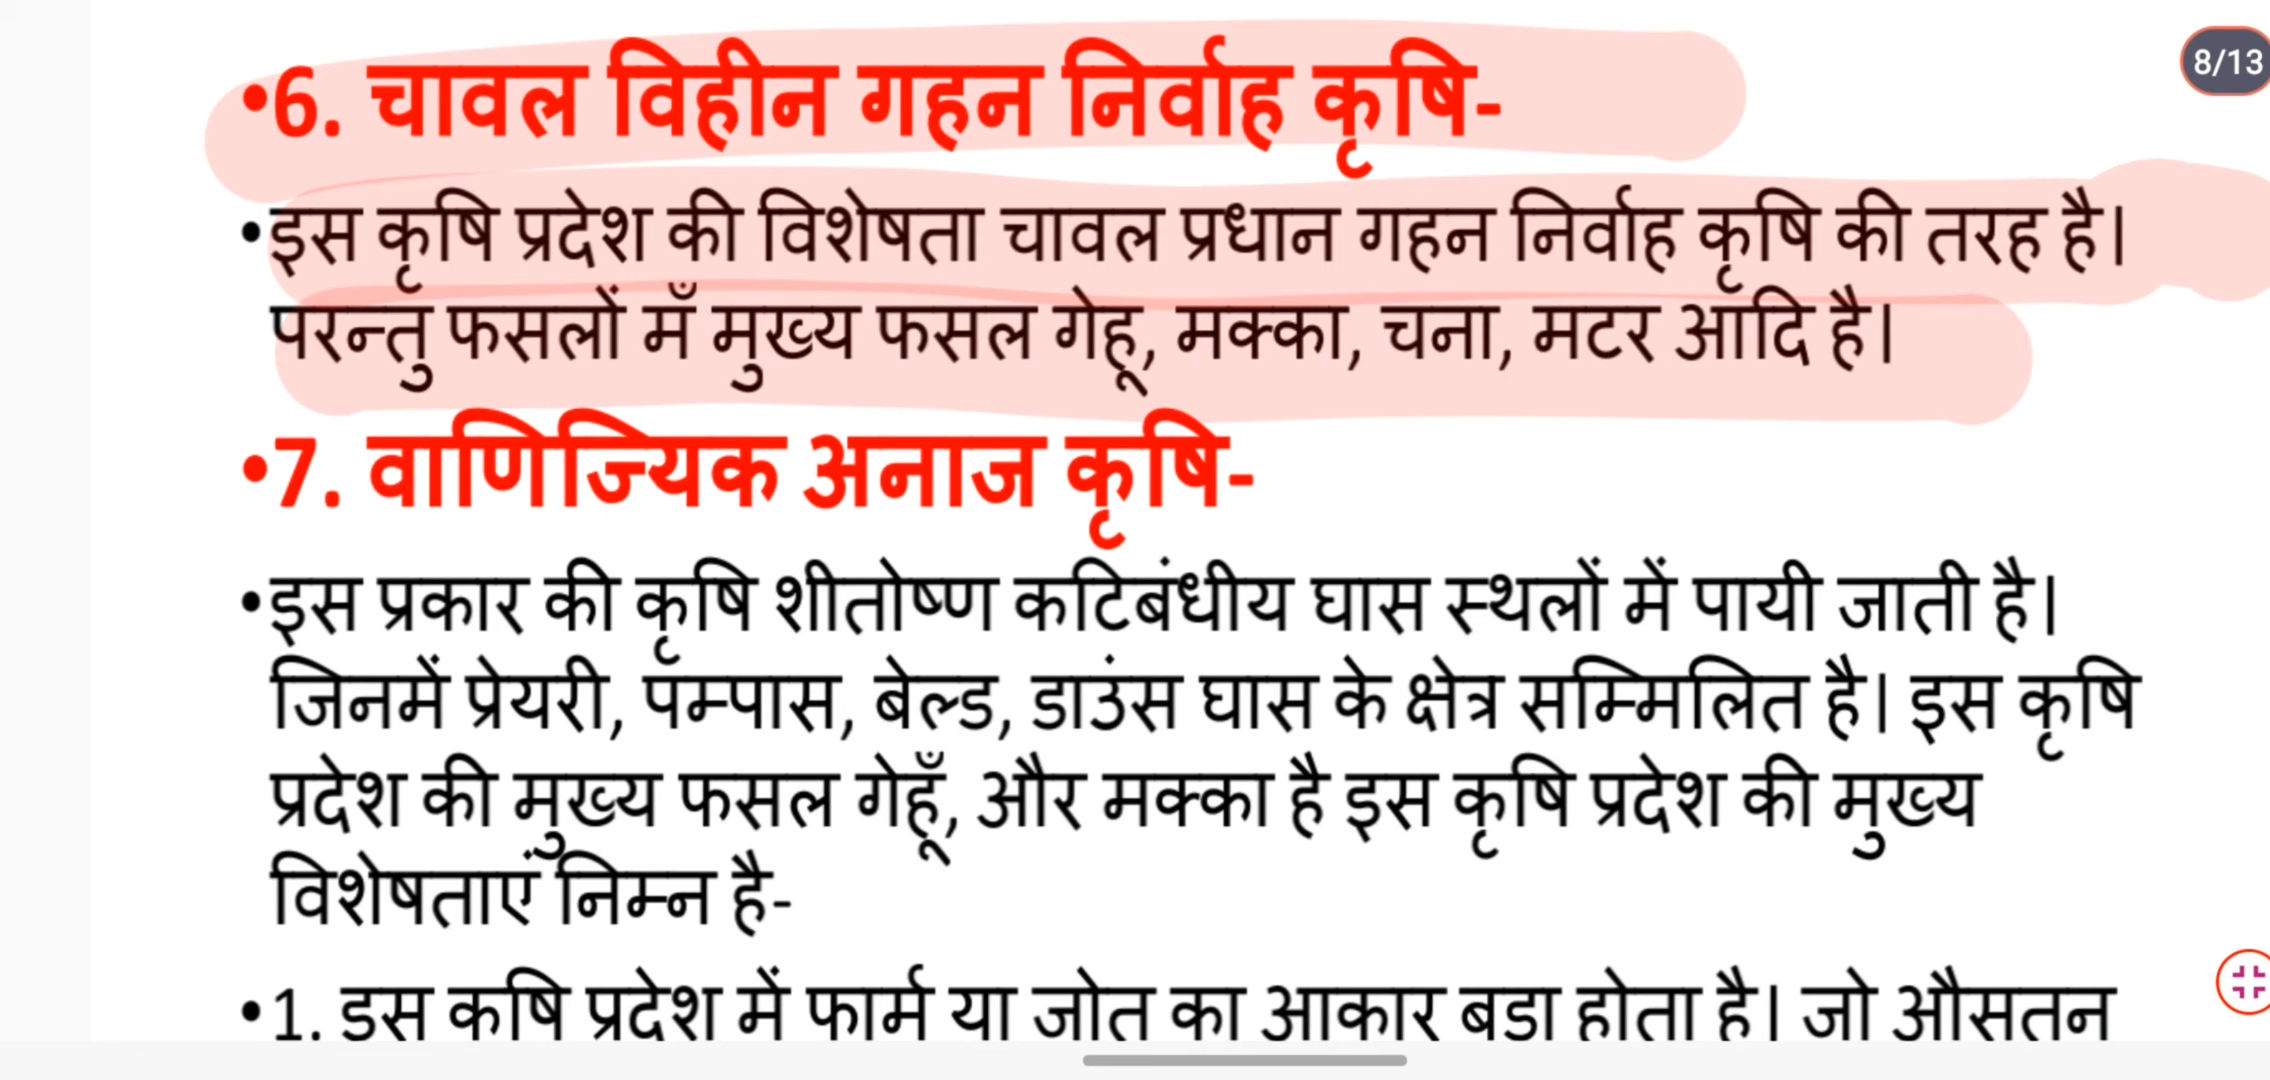 8/13
•6. चावल विहीन गहन निर्वाह कृषि-
•इस कृषि प्रदेश की विशेषता चावल प्रधान गहन निर्वाह कृषि की तरह है।
परन्तु फसलों मँ मुख्य फसल गेहू, मक्का, चना, मटर आदि है।
•7. वाणिज्यिक अनाज कृषि-
•इस प्रकार की कृषि शीतोष्ण कटिबंधीय घास स्थलों में पायी जाती है।
जिनमें प्रेयरी, पम्पास, बेल्ड, डाउंस घास के क्षेत्र सम्मिलित है। इस कृषि
प्रदेश की मुख्य फसल गेहूँ, और मक्का है इस कृषि प्रदेश की मुख्य
विशेषताएं निम्न है-
•1. इस कृषि प्रदेश में फार्म या जोत का आकार बडा होता है। जो औसतन